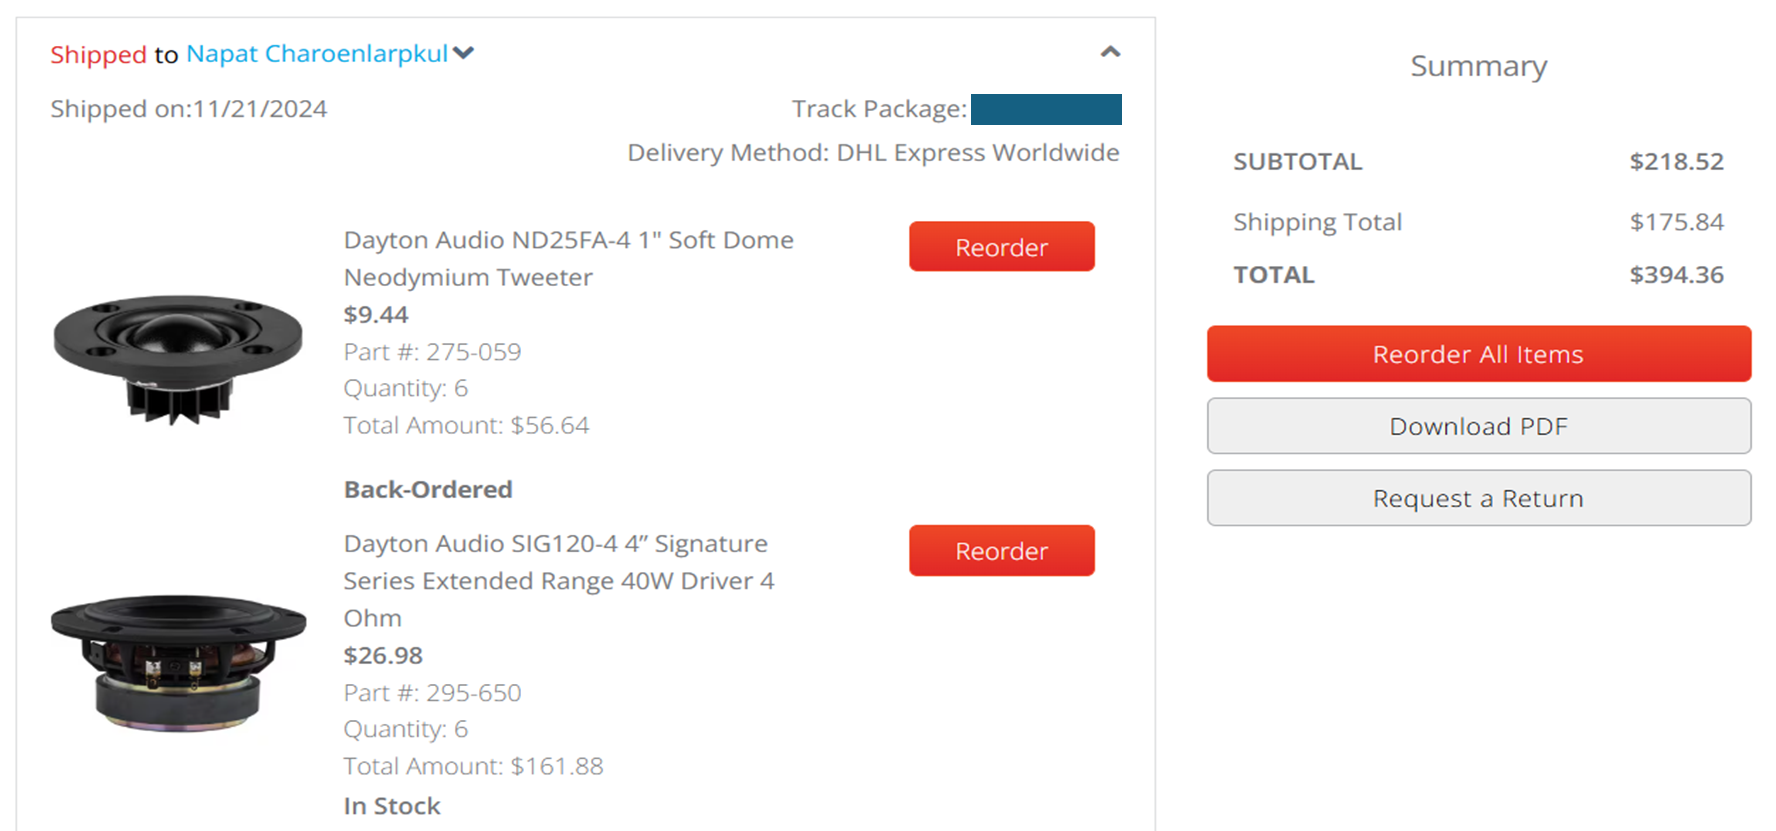 Shipped to Napat Charoenlarpkul
Shipped on:11/21/2024
Track Package:
Delivery Method: DHL Express Worldwide
Dayton Audio ND25FA-4 1" Soft Dome
Neodymium Tweeter
$9.44
Part #: 275-059
Quantity: 6
Total Amount: $56.64
Reorder
Back-Ordered
Dayton Audio SIG120-4 4” Signature
Series Extended Range 40W Driver 4
Ohm
$26.98
Part #: 295-650
Quantity: 6
Total Amount: $161.88
In Stock
Reorder
Summary
SUBTOTAL $218.52
Shipping Total $175.84
TOTAL $394.36
Reorder All Items
Download PDF
Request a Return